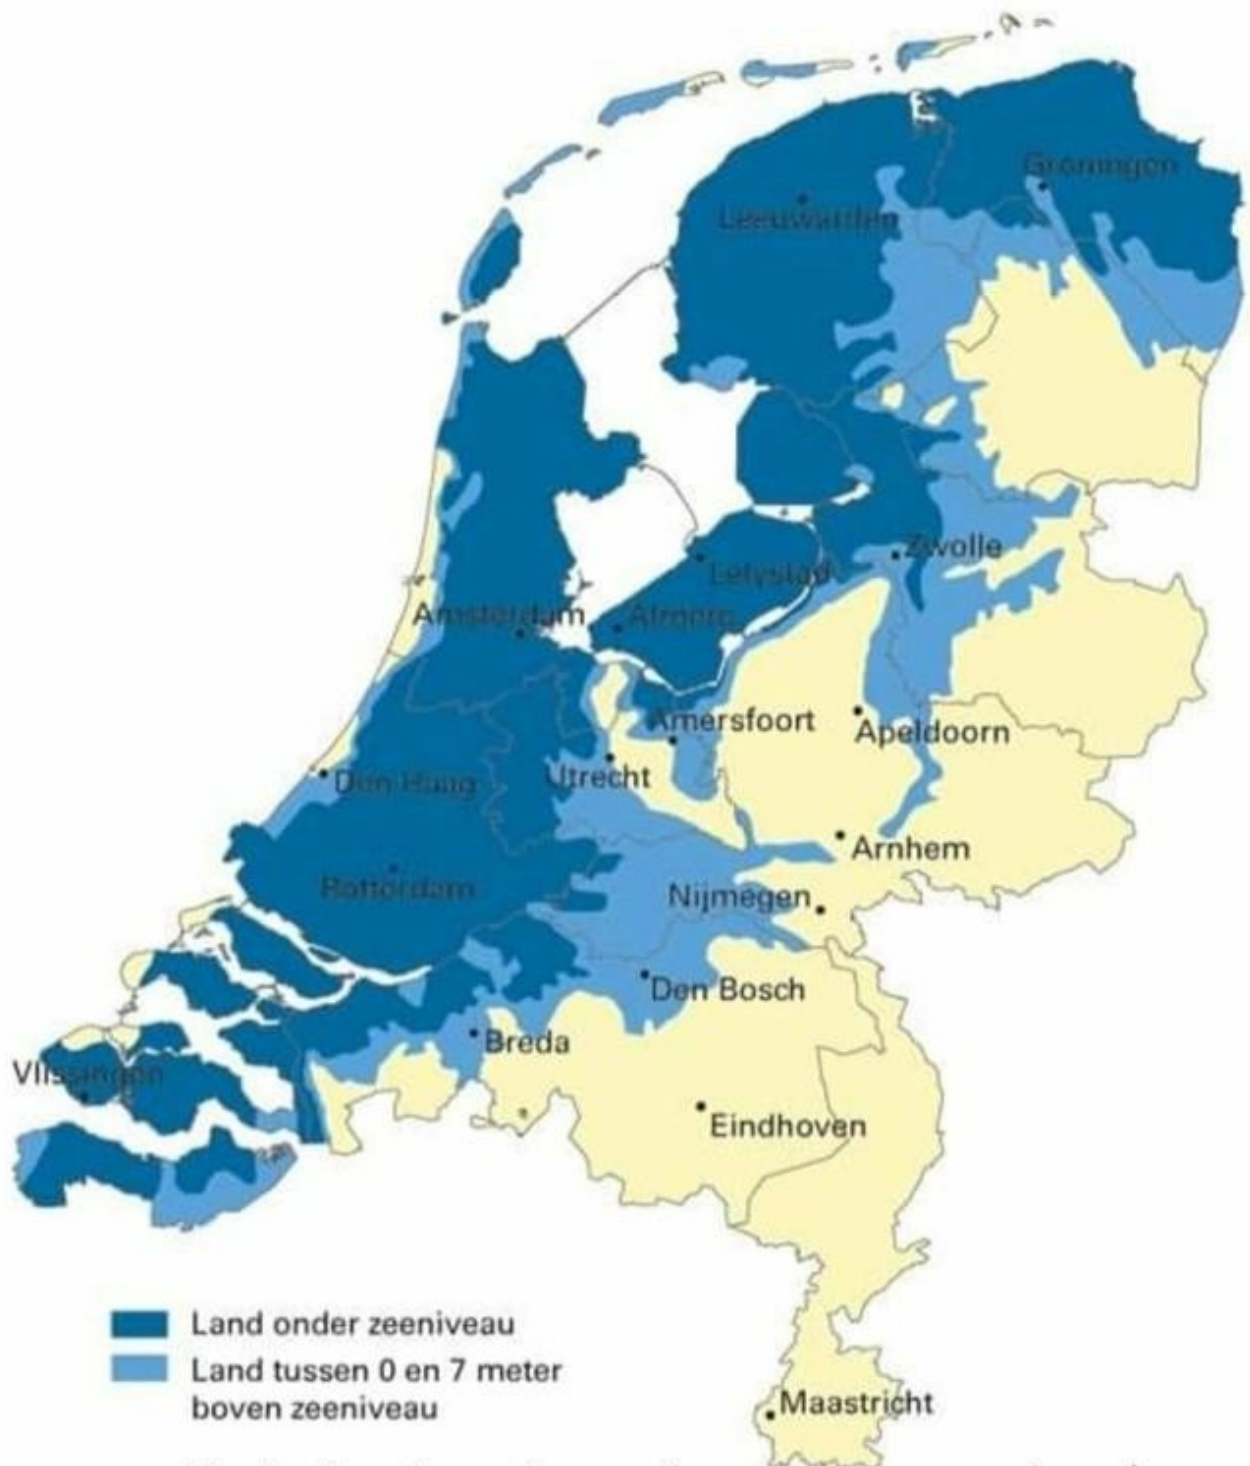 Groningen
Leeuwarden
Zwolle
Lelystad
Amsterdam
Almere
Amersfoort
Apeldoorn
Den Haag
Utrecht
Arnhem
Rotterdam
Nijmegen
Den Bosch
Breda
Vlissingen
Eindhoven
Land onder zeeniveau
Land tussen 0 en 7 meter
boven zeeniveau
Maastricht